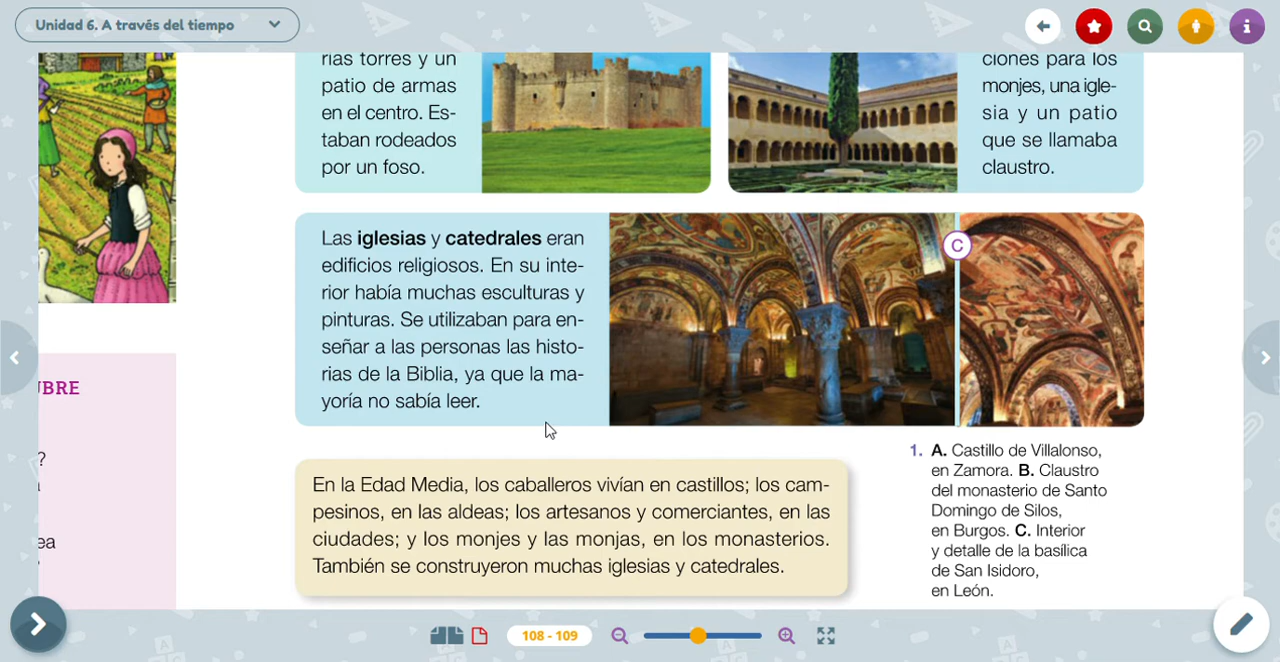 Unidad 6. A través del tiempo
rías torres y un
patio de armas
en el centro. Es-
taban rodeados
por un foso.
ciones para los
monjes, una igle-
sia y un patio
que se llamaba
claustro.
Las iglesias y catedrales eran
edificios religiosos. En su inte-
rior había muchas esculturas y
pinturas. Se utilizaban para en-
señar a las personas las histo-
rias de la Biblia, ya que la ma-
yoría no sabía leer.
C
UBRE
?
ea
En la Edad Media, los caballeros vivían en castillos; los cam-
pesinos, en las aldeas; los artesanos y comerciantes, en las
ciudades; y los monjes y las monjas, en los monasterios.
También se construyeron muchas iglesias y catedrales.
1. A. Castillo de Villalonso,
en Zamora. B. Claustro
del monasterio de Santo
Domingo de Silos,
en Burgos. C. Interior
y detalle de la basílica
de San Isidoro,
en León.
108 - 109